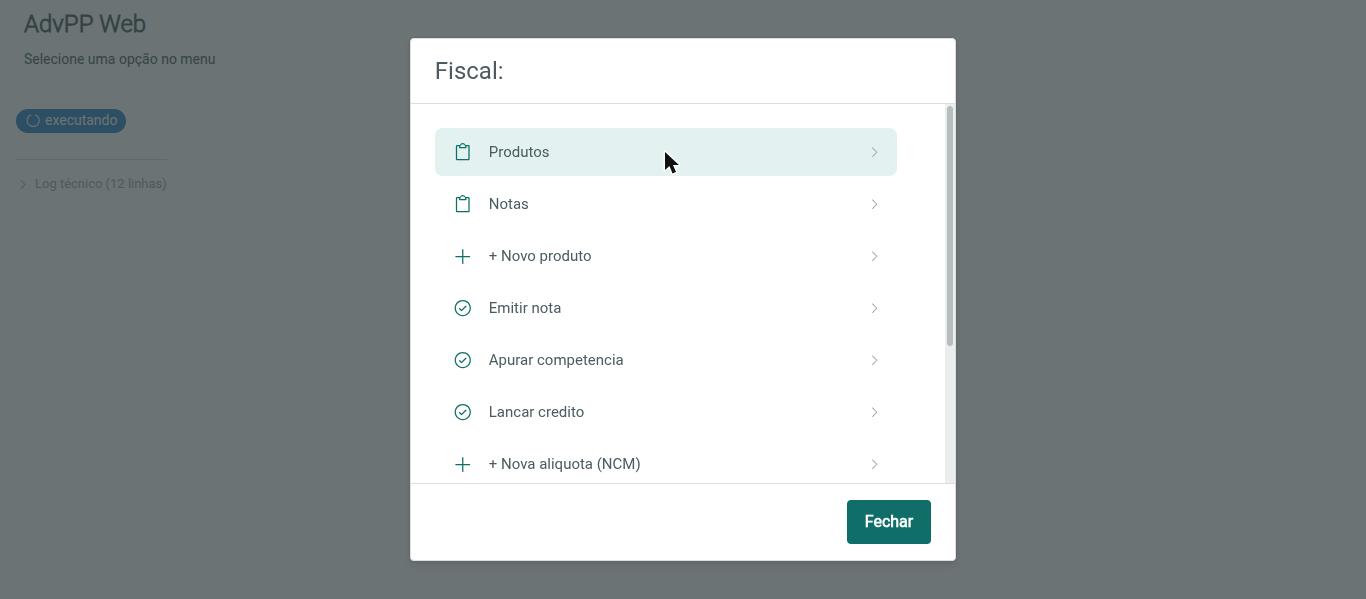 AdvPP Web
Selecione uma opção no menu
executando
Log técnico (12 linhas)
Fiscal:
Produtos
Notas
+ Novo produto
Emitir nota
Apurar competencia
Lancar credito
+ Nova aliquota (NCM)
Fechar